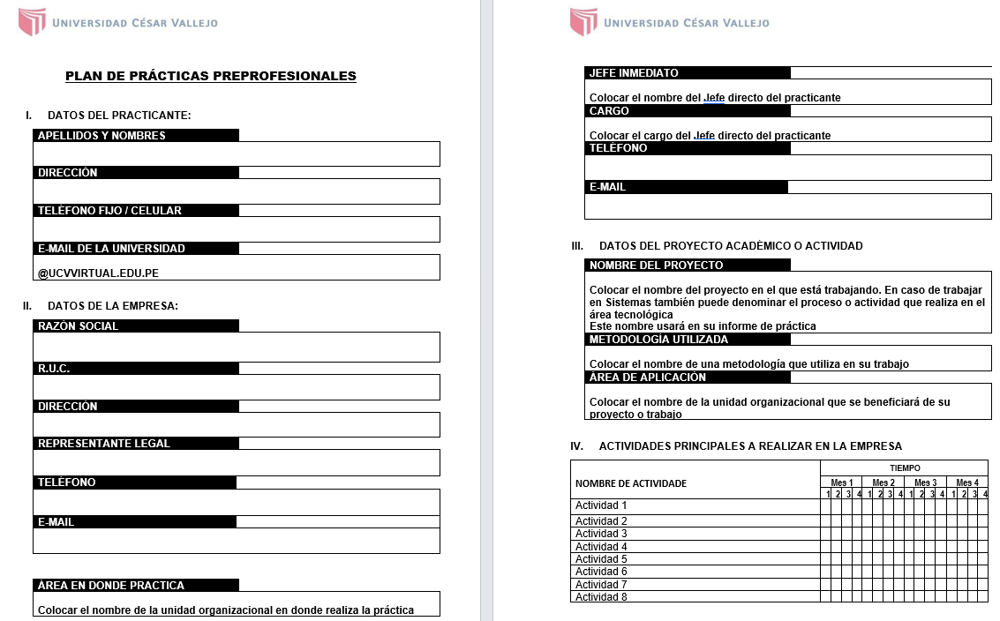 UNIVERSIDAD CÉSAR VALLEJO
PLAN DE PRÁCTICAS PREPROFESIONALES
I. DATOS DEL PRACTICANTE:
APELLIDOS Y NOMBRES
DIRECCIÓN
TELÉFONO FIJO / CELULAR
E-MAIL DE LA UNIVERSIDAD
@UCVVIRTUAL.EDU.PE
II. DATOS DE LA EMPRESA:
RAZÓN SOCIAL
R.U.C.
DIRECCIÓN
REPRESENTANTE LEGAL
TELÉFONO
E-MAIL
ÁREA EN DONDE PRACTICA
Colocar el nombre de la unidad organizacional en donde realiza la práctica
UNIVERSIDAD CÉSAR VALLEJO
JEFE INMEDIATO
Colocar el nombre del Jefe directo del practicante
CARGO
Colocar el cargo del Jefe directo del practicante
TELÉFONO
E-MAIL
III. DATOS DEL PROYECTO ACADÉMICO O ACTIVIDAD
NOMBRE DEL PROYECTO
Colocar el nombre del proyecto en el que está trabajando. En caso de trabajar
en Sistemas también puede denominar el proceso o actividad que realiza en el
área tecnológica
Este nombre usará en su informe de práctica
METODOLOGÍA UTILIZADA
Colocar el nombre de una metodología que utiliza en su trabajo
ÁREA DE APLICACIÓN
Colocar el nombre de la unidad organizacional que se beneficiará de su
proyecto o trabajo
IV. ACTIVIDADES PRINCIPALES A REALIZAR EN LA EMPRESA
TIEMPO
NOMBRE DE ACTIVIDADE
Mes 1 Mes 2 Mes 3 Mes 4
1 2 3 4 1 2 3 4 1 2 3 4 1 2 3 4
Actividad 1
Actividad 2
Actividad 3
Actividad 4
Actividad 5
Actividad 6
Actividad 7
Actividad 8